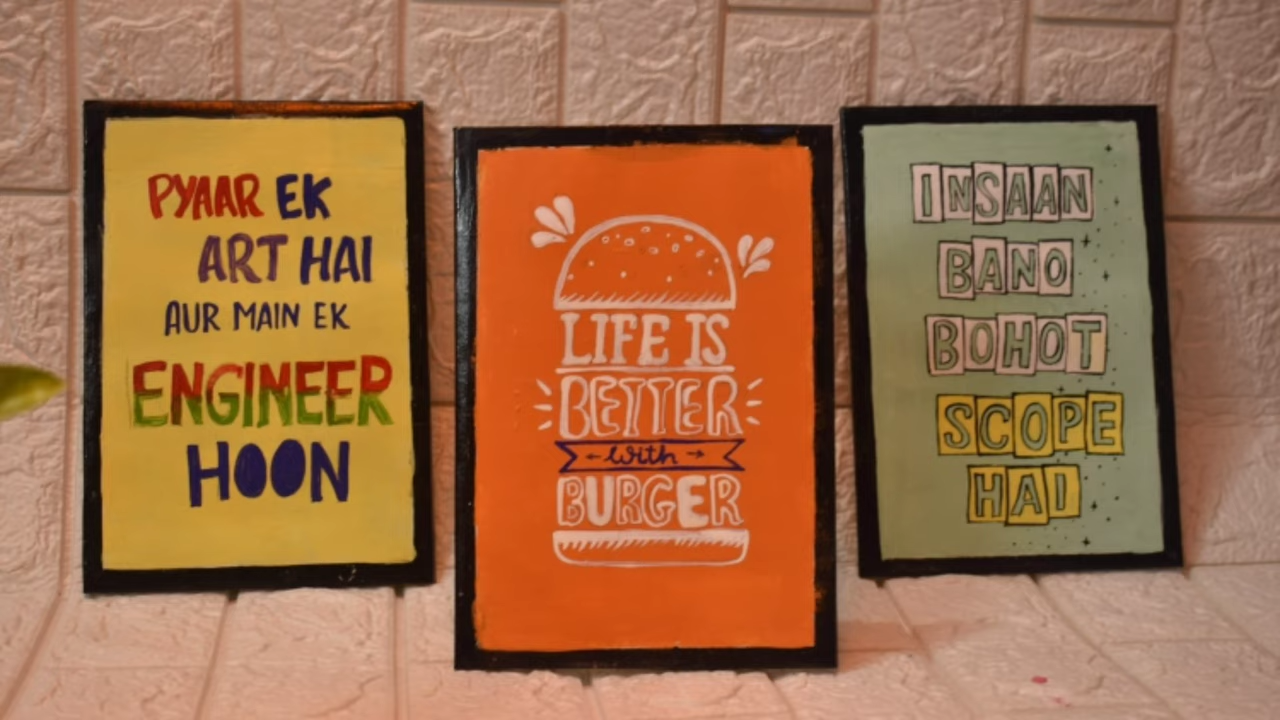 PYAAR EK
ART HAI
AUR MAIN EK
ENGINEER
HOON
LIFE IS
BETTER
with
BURGER
INSAAN
BANO
BOHOT
SCOPE
HAI